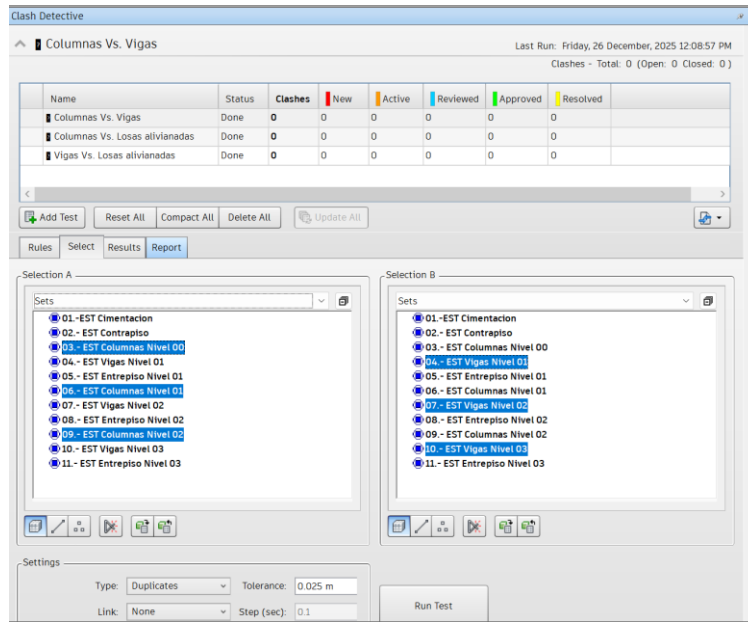 Clash Detective
Columnas Vs. Vigas
Last Run: Friday, 26 December, 2025 12:08:57 PM
Clashes - Total: 0 (Open: 0 Closed: 0)
Name Status Clashes New Active Reviewed Approved Resolved
Columnas Vs. Vigas Done 0 0 0 0 0 0
Columnas Vs. Losas alivianadas Done 0 0 0 0 0 0
Vigas Vs. Losas alivianadas Done 0 0 0 0 0 0
Add Test Reset All Compact All Delete All Update All
Rules Select Results Report
Selection A
Sets
01.-EST Cimentacion
02.- EST Contrapiso
03.- EST Columnas Nivel 00
04.- EST Vigas Nivel 01
05.- EST Entrepiso Nivel 01
06.- EST Columnas Nivel 01
07.- EST Vigas Nivel 02
08.- EST Entrepiso Nivel 02
09.- EST Columnas Nivel 02
10.- EST Vigas Nivel 03
11.- EST Entrepiso Nivel 03
Selection B
Sets
01.-EST Cimentacion
02.- EST Contrapiso
03.- EST Columnas Nivel 00
04.- EST Vigas Nivel 01
05.- EST Entrepiso Nivel 01
06.- EST Columnas Nivel 01
07.- EST Vigas Nivel 02
08.- EST Entrepiso Nivel 02
09.- EST Columnas Nivel 02
10.- EST Vigas Nivel 03
11.- EST Entrepiso Nivel 03
Settings
Type: Duplicates Tolerance: 0.025 m
Link: None Step (sec): 0.1
Run Test